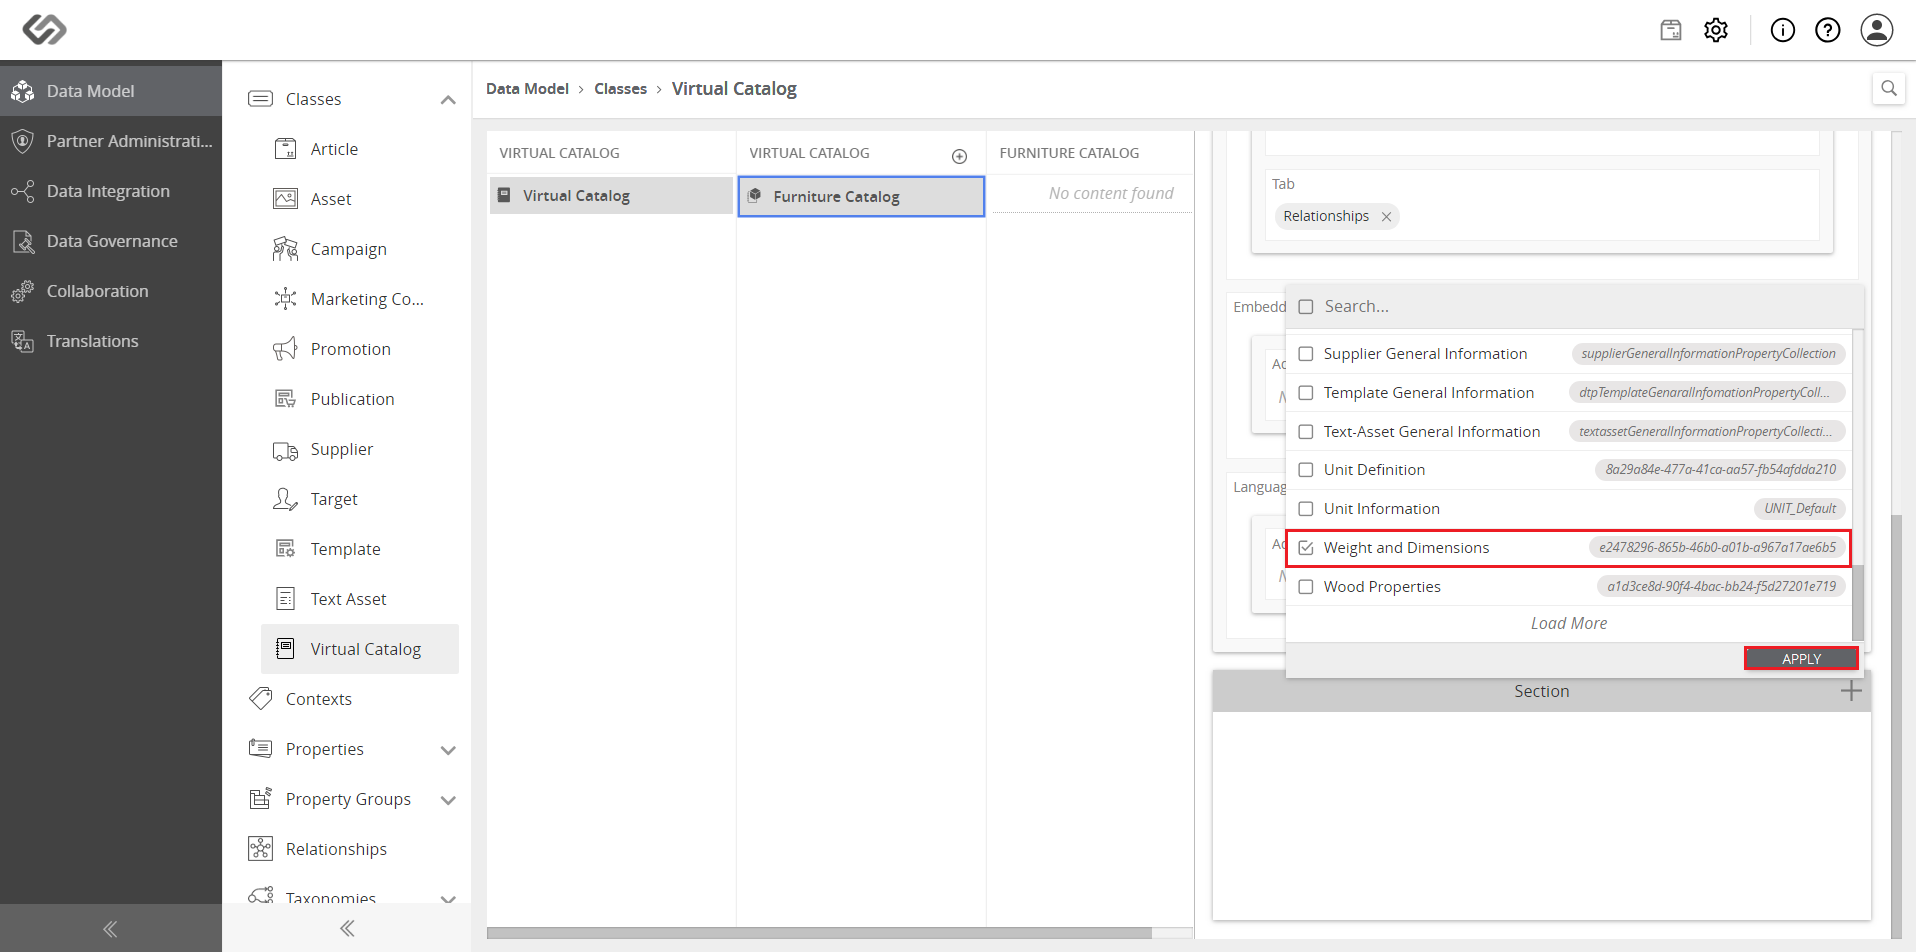 Data Model
Partner Administrati...
Data Integration
Data Governance
Collaboration
Translations
Classes
Article
Asset
Campaign
Marketing Co...
Promotion
Publication
Supplier
Target
Template
Text Asset
Virtual Catalog
Contexts
Properties
Property Groups
Relationships
Taxonomies
Data Model › Classes › Virtual Catalog
VIRTUAL CATALOG
Virtual Catalog
VIRTUAL CATALOG
Furniture Catalog
FURNITURE CATALOG
No content found
Tab
Relationships
Embedd
Languag
Search...
Supplier General Information supplierGeneralInformationPropertyCollection
Template General Information dtpTemplateGenarallInfomationPropertyColl...
Text-Asset General Information textassetGenerallInformationPropertyCollecti...
Unit Definition 8a29a84e-477a-41ca-aa57-fb54afdda210
Unit Information UNIT_Default
Weight and Dimensions e2478296-865b-46b0-a01b-a967a17ae6b5
Wood Properties a1d3ce8d-90f4-4bac-bb24-f5d27201e719
Load More
APPLY
Section